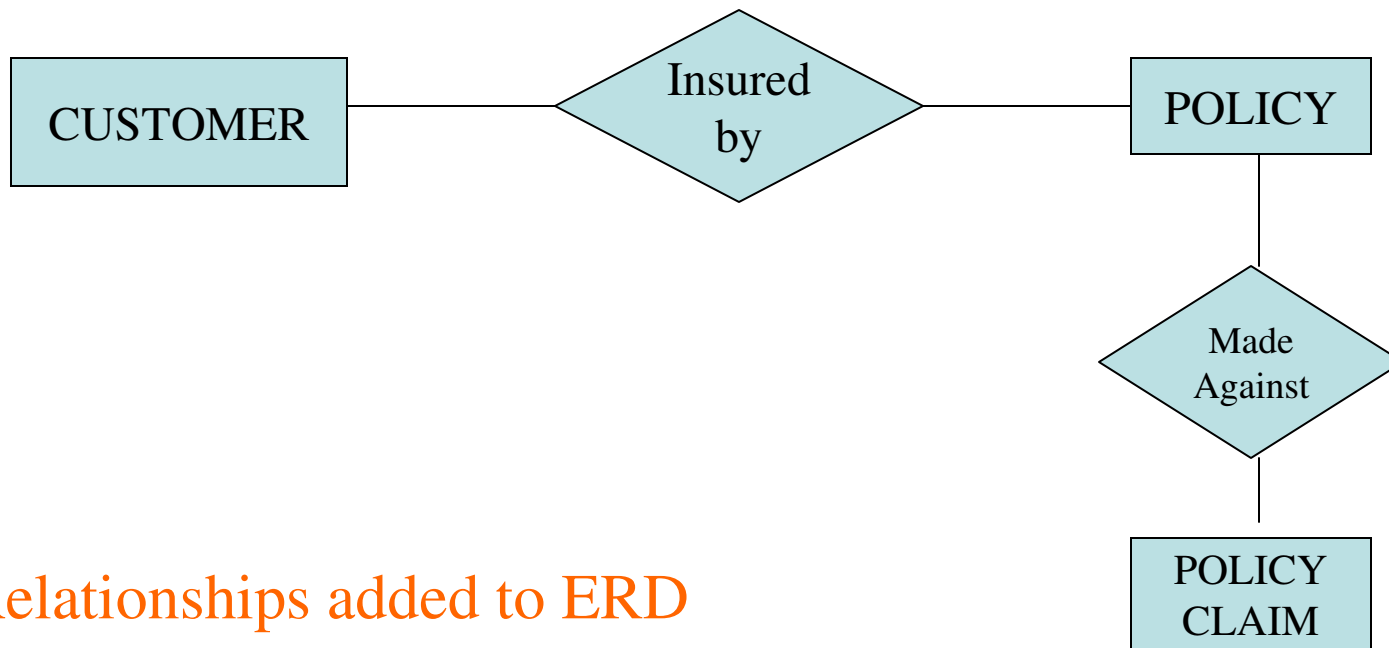 CUSTOMER
Insured
by
POLICY
Made
Against
POLICY
CLAIM
elationships added to ERD